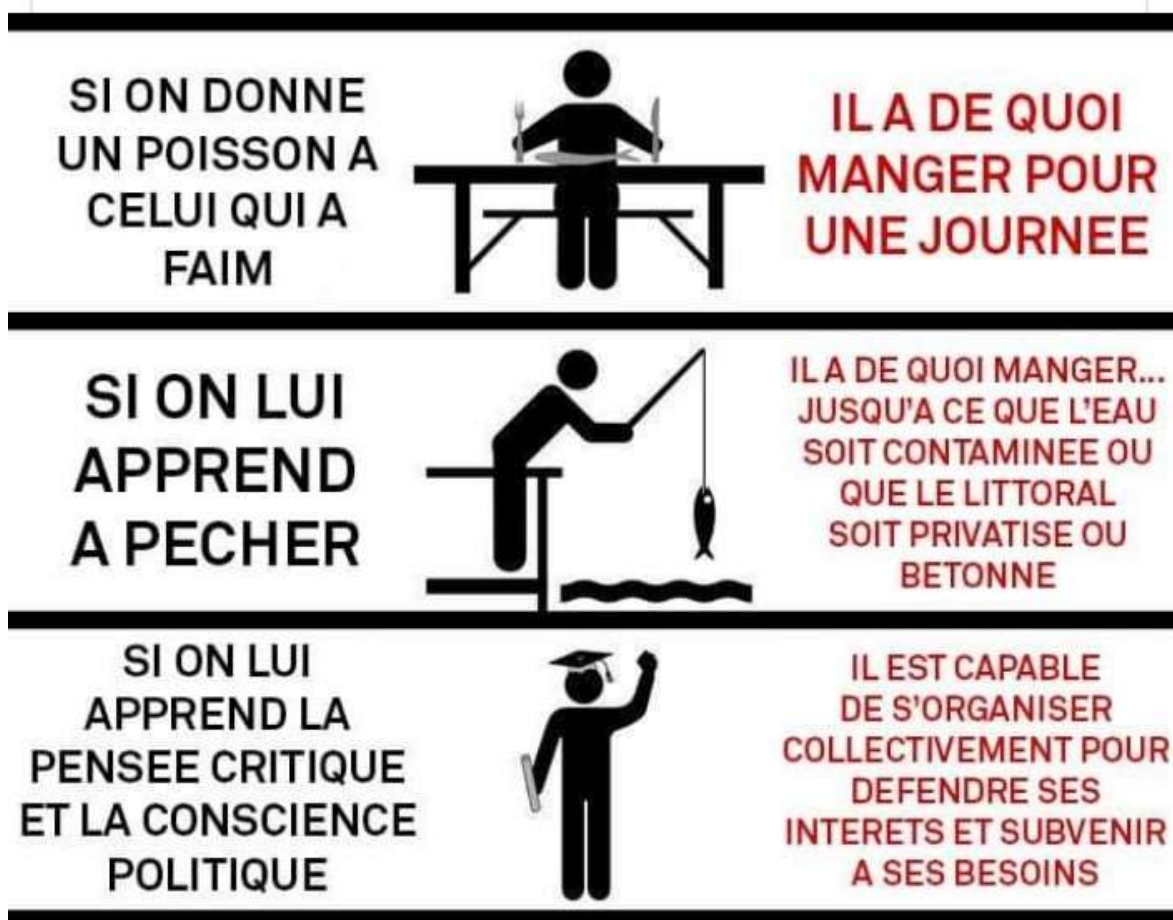 SI ON DONNE
UN POISSON A
CELUI QUI A
FAIM
IL A DE QUOI
MANGER POUR
UNE JOURNEE
SI ON LUI
APPREND
A PECHER
IL A DE QUOI MANGER...
JUSQU'A CE QUE L'EAU
SOIT CONTAMINEE OU
QUE LE LITTORAL
SOIT PRIVATISE OU
BETONNE
SI ON LUI
APPREND LA
PENSEE CRITIQUE
ET LA CONSCIENCE
POLITIQUE
IL EST CAPABLE
DE S'ORGANISER
COLLECTIVEMENT POUR
DEFENDRE SES
INTERETS ET SUBVENIR
A SES BESOINS